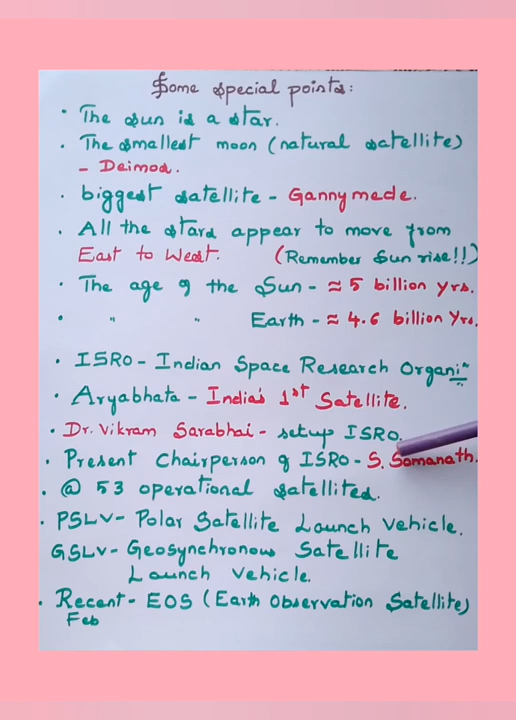 Some special points:
• The sun is a star.
• The smallest moon (natural satellite)
- Deimos.
• biggest satellite - Gannymede.
• All the stars appear to move from
East to West. (Remember Sun rise!!)
• The age of the Sun - ≈ 5 billion yrs.
• " " Earth - ≈ 4.6 billion Yrs.
• ISRO - Indian Space Research Organiⁿ
• Aryabhata - India's 1st Satellite.
• Dr. Vikram Sarabhai - setup ISRO.
• Present Chairperson of ISRO - S. Somanath.
• @ 53 operational satellites.
• PSLV - Polar Satellite Launch Vehicle.
GSLV - Geosynchronous Satellite
Launch Vehicle.
• Recent - EOS (Earth Observation Satellite)
Feb